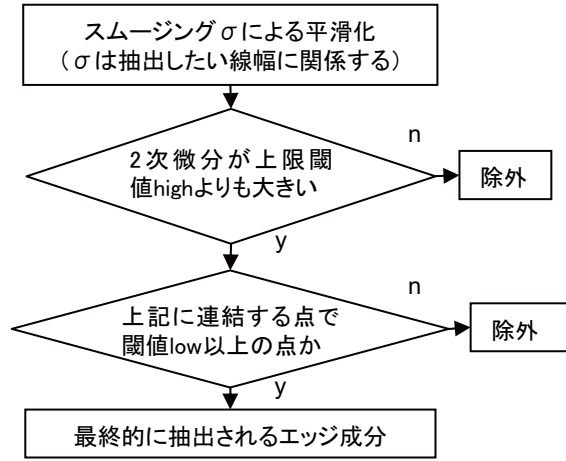 スムージングσによる平滑化
（σは抽出したい線幅に関係する）
n
2次微分が上限閾
値highよりも大きい
除外
y
n
上記に連結する点で
閾値low以上の点か
除外
y
最終的に抽出されるエッジ成分